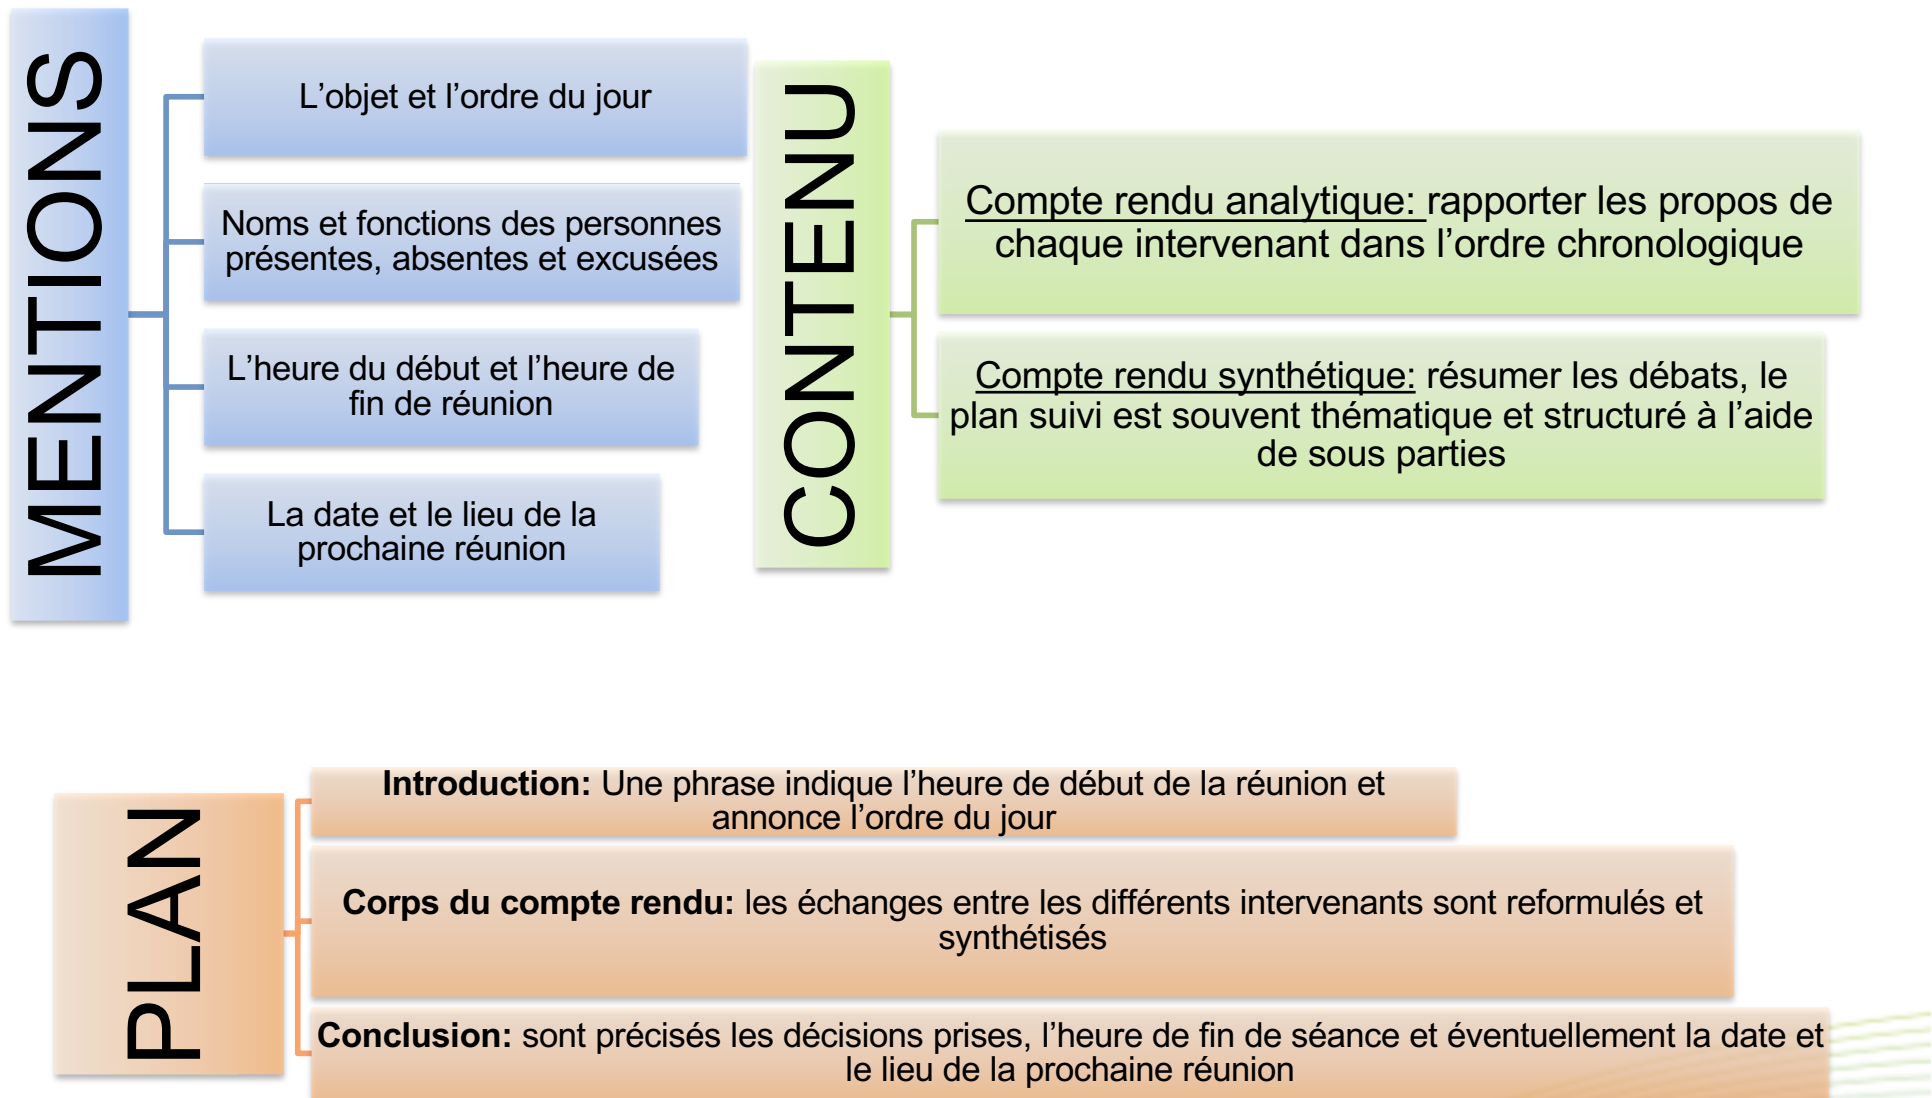 MENTIONS
L’objet et l’ordre du jour
Noms et fonctions des personnes
présentes, absentes et excusées
L’heure du début et l’heure de
fin de réunion
La date et le lieu de la
prochaine réunion
CONTENU
Compte rendu analytique: rapporter les propos de
chaque intervenant dans l’ordre chronologique
Compte rendu synthétique: résumer les débats, le
plan suivi est souvent thématique et structuré à l’aide
de sous parties
PLAN
Introduction: Une phrase indique l’heure de début de la réunion et
annonce l’ordre du jour
Corps du compte rendu: les échanges entre les différents intervenants sont reformulés et
synthétisés
Conclusion: sont précisés les décisions prises, l’heure de fin de séance et éventuellement la date et
le lieu de la prochaine réunion